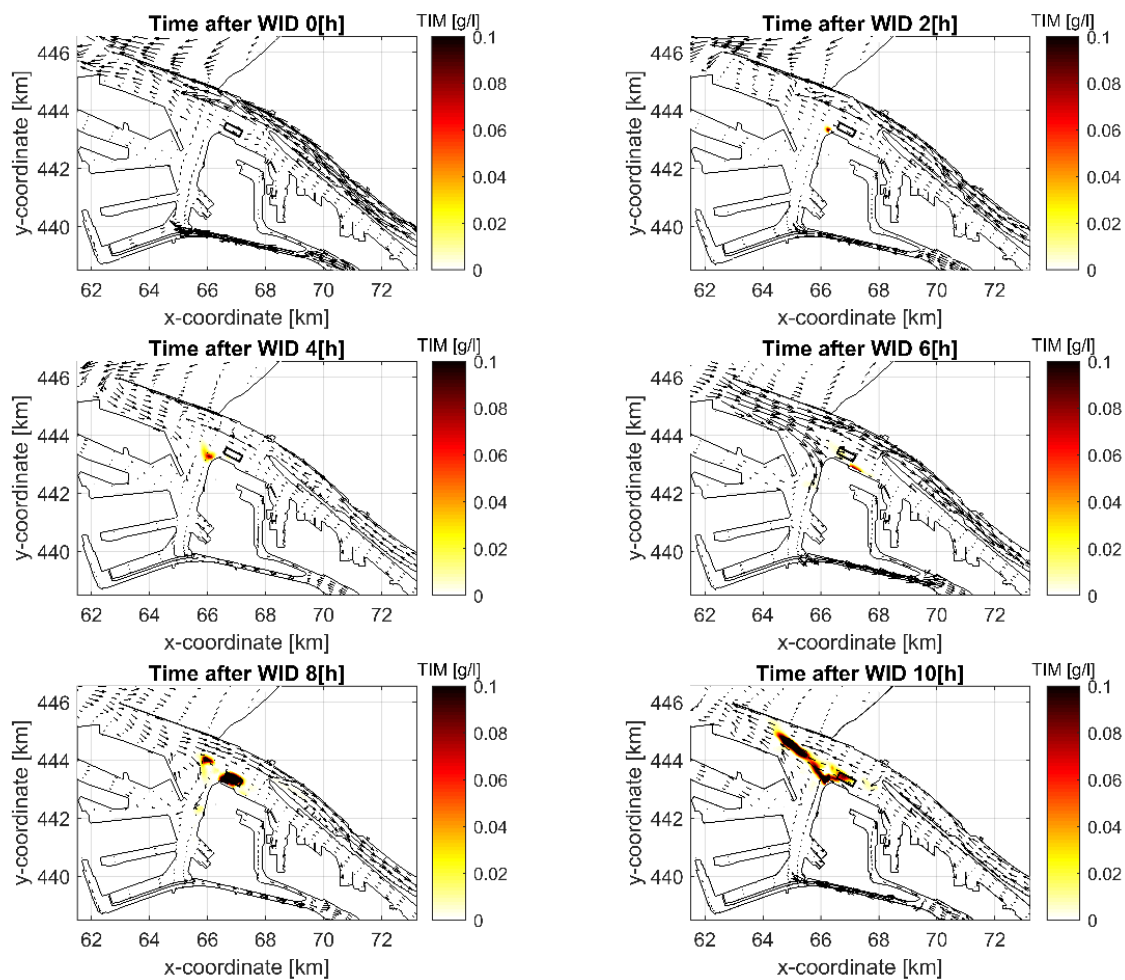 Time after WID 0[h]
TIM [g/l]
y-coordinate [km]
446
444
442
440
62 64 66 68 70 72
x-coordinate [km]
0.1
0.08
0.06
0.04
0.02
0
Time after WID 2[h]
TIM [g/l]
y-coordinate [km]
446
444
442
440
62 64 66 68 70 72
x-coordinate [km]
0.1
0.08
0.06
0.04
0.02
0
Time after WID 4[h]
TIM [g/l]
y-coordinate [km]
446
444
442
440
62 64 66 68 70 72
x-coordinate [km]
0.1
0.08
0.06
0.04
0.02
0
Time after WID 6[h]
TIM [g/l]
y-coordinate [km]
446
444
442
440
62 64 66 68 70 72
x-coordinate [km]
0.1
0.08
0.06
0.04
0.02
0
Time after WID 8[h]
TIM [g/l]
y-coordinate [km]
446
444
442
440
62 64 66 68 70 72
x-coordinate [km]
0.1
0.08
0.06
0.04
0.02
0
Time after WID 10[h]
TIM [g/l]
y-coordinate [km]
446
444
442
440
62 64 66 68 70 72
x-coordinate [km]
0.1
0.08
0.06
0.04
0.02
0